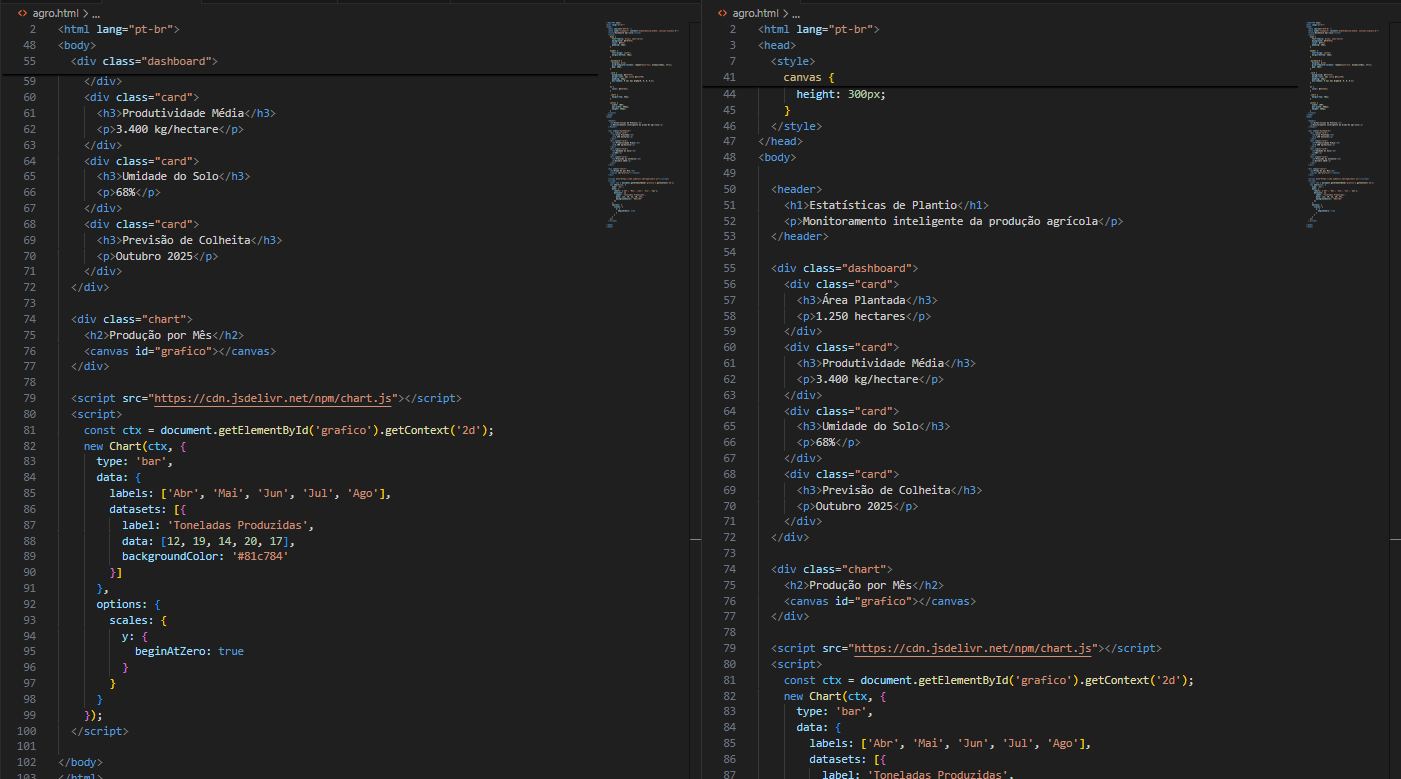 agro.html > ...
2 <html lang="pt-br">
48 <body>
55 <div class="dashboard">
59 </div>
60 <div class="card">
61 <h3>Produtividade Média</h3>
62 <p>3.400 kg/hectare</p>
63 </div>
64 <div class="card">
65 <h3>Umidade do Solo</h3>
66 <p>68%</p>
67 </div>
68 <div class="card">
69 <h3>Previsão de Colheita</h3>
70 <p>Outubro 2025</p>
71 </div>
72 </div>
73
74 <div class="chart">
75 <h2>Produção por Mês</h2>
76 <canvas id="grafico"></canvas>
77 </div>
78
79 <script src="https://cdn.jsdelivr.net/npm/chart.js"></script>
80 <script>
81 const ctx = document.getElementById('grafico').getContext('2d');
82 new Chart(ctx, {
83 type: 'bar',
84 data: {
85 labels: ['Abr', 'Mai', 'Jun', 'Jul', 'Ago'],
86 datasets: [{
87 label: 'Toneladas Produzidas',
88 data: [12, 19, 14, 20, 17],
89 backgroundColor: '#81c784'
90 }]
91 },
92 options: {
93 scales: {
94 y: {
95 beginAtZero: true
96 }
97 }
98 }
99 });
100 </script>
101
102 </body>
103 </html>
agro.html > ...
2 <html lang="pt-br">
3 <head>
7 <style>
41 canvas {
44 height: 300px;
45 }
46 </style>
47 </head>
48 <body>
49
50 <header>
51 <h1>Estatísticas de Plantio</h1>
52 <p>Monitoramento inteligente da produção agrícola</p>
53 </header>
54
55 <div class="dashboard">
56 <div class="card">
57 <h3>Área Plantada</h3>
58 <p>1.250 hectares</p>
59 </div>
60 <div class="card">
61 <h3>Produtividade Média</h3>
62 <p>3.400 kg/hectare</p>
63 </div>
64 <div class="card">
65 <h3>Umidade do Solo</h3>
66 <p>68%</p>
67 </div>
68 <div class="card">
69 <h3>Previsão de Colheita</h3>
70 <p>Outubro 2025</p>
71 </div>
72 </div>
73
74 <div class="chart">
75 <h2>Produção por Mês</h2>
76 <canvas id="grafico"></canvas>
77 </div>
78
79 <script src="https://cdn.jsdelivr.net/npm/chart.js"></script>
80 <script>
81 const ctx = document.getElementById('grafico').getContext('2d');
82 new Chart(ctx, {
83 type: 'bar',
84 data: {
85 labels: ['Abr', 'Mai', 'Jun', 'Jul', 'Ago'],
86 datasets: [{
87 label: 'Toneladas Produzidas',